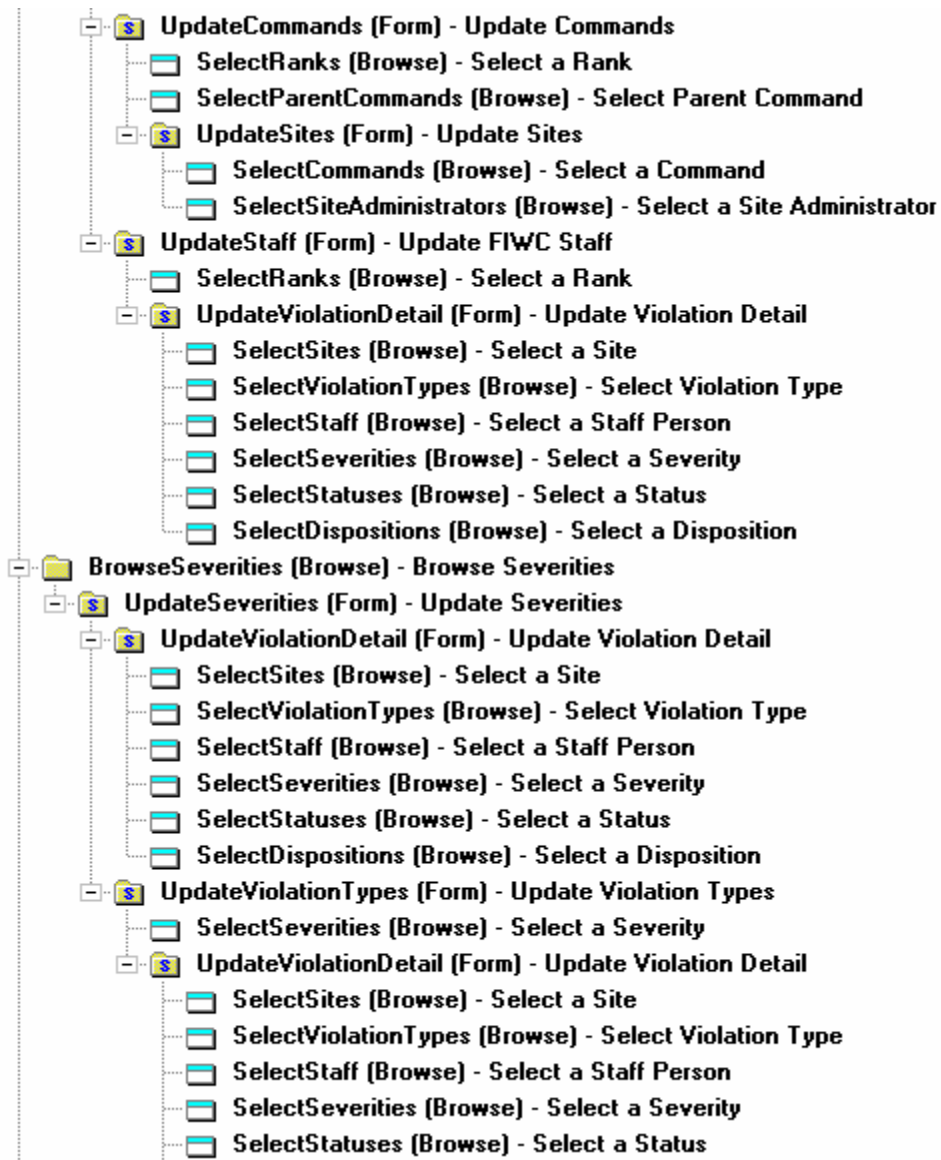 UpdateCommands (Form) - Update Commands
SelectRanks (Browse) - Select a Rank
SelectParentCommands (Browse) - Select Parent Command
UpdateSites (Form) - Update Sites
SelectCommands (Browse) - Select a Command
SelectSiteAdministrators (Browse) - Select a Site Administrator
UpdateStaff (Form) - Update FIWC Staff
SelectRanks (Browse) - Select a Rank
UpdateViolationDetail (Form) - Update Violation Detail
SelectSites (Browse) - Select a Site
SelectViolationTypes (Browse) - Select Violation Type
SelectStaff (Browse) - Select a Staff Person
SelectSeverities (Browse) - Select a Severity
SelectStatuses (Browse) - Select a Status
SelectDispositions (Browse) - Select a Disposition
BrowseSeverities (Browse) - Browse Severities
UpdateSeverities (Form) - Update Severities
UpdateViolationDetail (Form) - Update Violation Detail
SelectSites (Browse) - Select a Site
SelectViolationTypes (Browse) - Select Violation Type
SelectStaff (Browse) - Select a Staff Person
SelectSeverities (Browse) - Select a Severity
SelectStatuses (Browse) - Select a Status
SelectDispositions (Browse) - Select a Disposition
UpdateViolationTypes (Form) - Update Violation Types
SelectSeverities (Browse) - Select a Severity
UpdateViolationDetail (Form) - Update Violation Detail
SelectSites (Browse) - Select a Site
SelectViolationTypes (Browse) - Select Violation Type
SelectStaff (Browse) - Select a Staff Person
SelectSeverities (Browse) - Select a Severity
SelectStatuses (Browse) - Select a Status